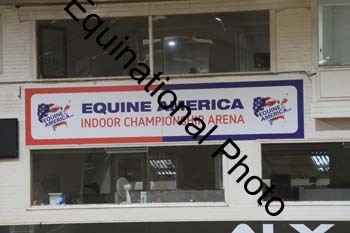 EQUINE AMERICA
INDOOR CHAMPIONSHIP ARENA
EQUINE
AMERICA
EQUINE
AMERICA
Equinational Photo